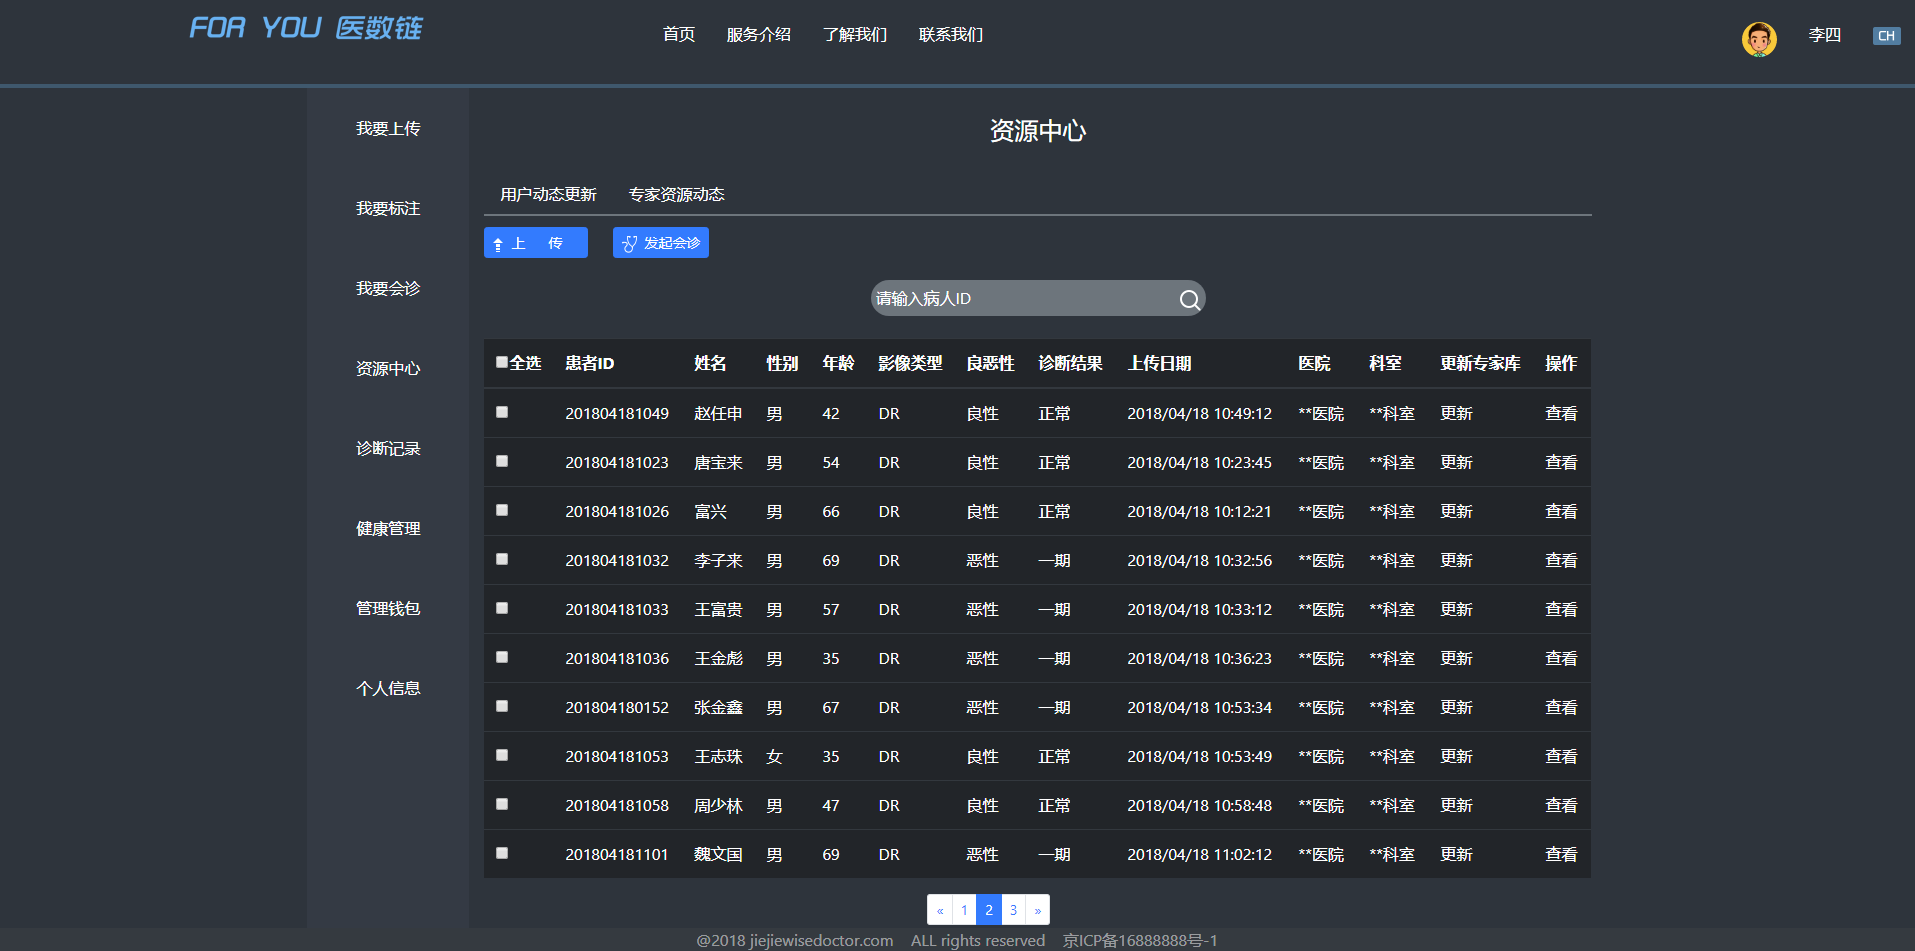 FOR YOU 医数链 首页 服务介绍 了解我们 联系我们 李四 CH
我要上传
我要标注
我要会诊
资源中心
诊断记录
健康管理
管理钱包
个人信息
资源中心
用户动态更新 专家资源动态
上 传 发起会诊
请输入病人ID
全选 患者ID 姓名 性别 年龄 影像类型 良恶性 诊断结果 上传日期 医院 科室 更新专家库 操作
201804181049 赵任申 男 42 DR 良性 正常 2018/04/18 10:49:12 **医院 **科室 更新 查看
201804181023 唐宝来 男 54 DR 良性 正常 2018/04/18 10:23:45 **医院 **科室 更新 查看
201804181026 富兴 男 66 DR 良性 正常 2018/04/18 10:12:21 **医院 **科室 更新 查看
201804181032 李子来 男 69 DR 恶性 一期 2018/04/18 10:32:56 **医院 **科室 更新 查看
201804181033 王富贵 男 57 DR 恶性 一期 2018/04/18 10:33:12 **医院 **科室 更新 查看
201804181036 王金彪 男 35 DR 恶性 一期 2018/04/18 10:36:23 **医院 **科室 更新 查看
201804180152 张金鑫 男 67 DR 恶性 一期 2018/04/18 10:53:34 **医院 **科室 更新 查看
201804181053 王志珠 女 35 DR 良性 正常 2018/04/18 10:53:49 **医院 **科室 更新 查看
201804181058 周少林 男 47 DR 良性 正常 2018/04/18 10:58:48 **医院 **科室 更新 查看
201804181101 魏文国 男 69 DR 恶性 一期 2018/04/18 11:02:12 **医院 **科室 更新 查看
« 1 2 3 »
@2018 jiejiewisedoctor.com ALL rights reserved 京ICP备16888888号-1